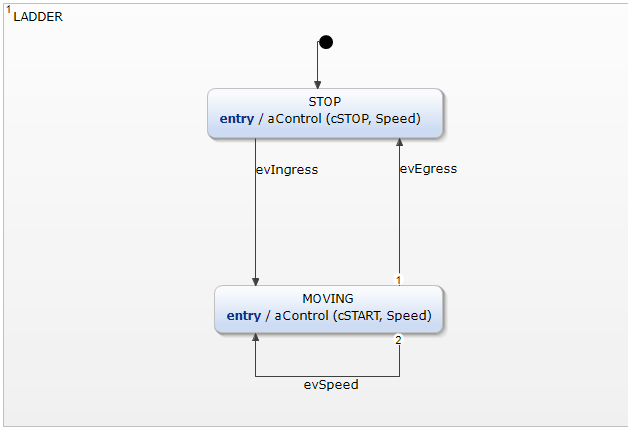 1
LADDER
STOP
entry / aControl (cSTOP, Speed)
evIngress
evEgress
1
MOVING
entry / aControl (cSTART, Speed)
2
evSpeed